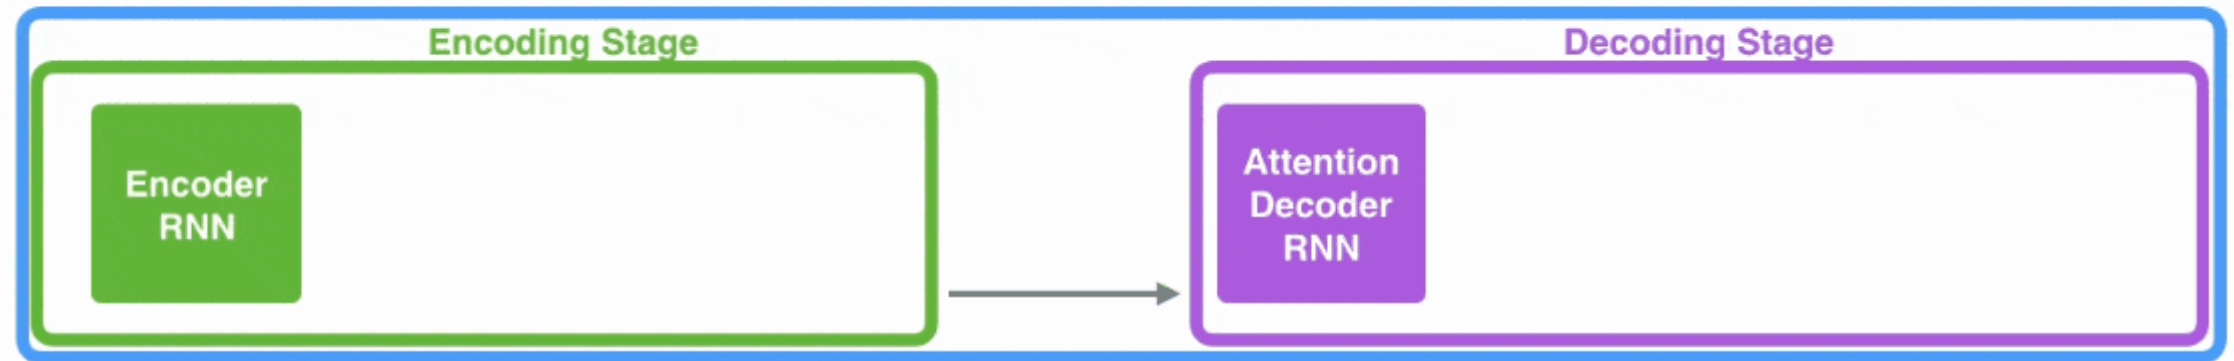 Encoding Stage
Decoding Stage
Encoder
RNN
Attention
Decoder
RNN